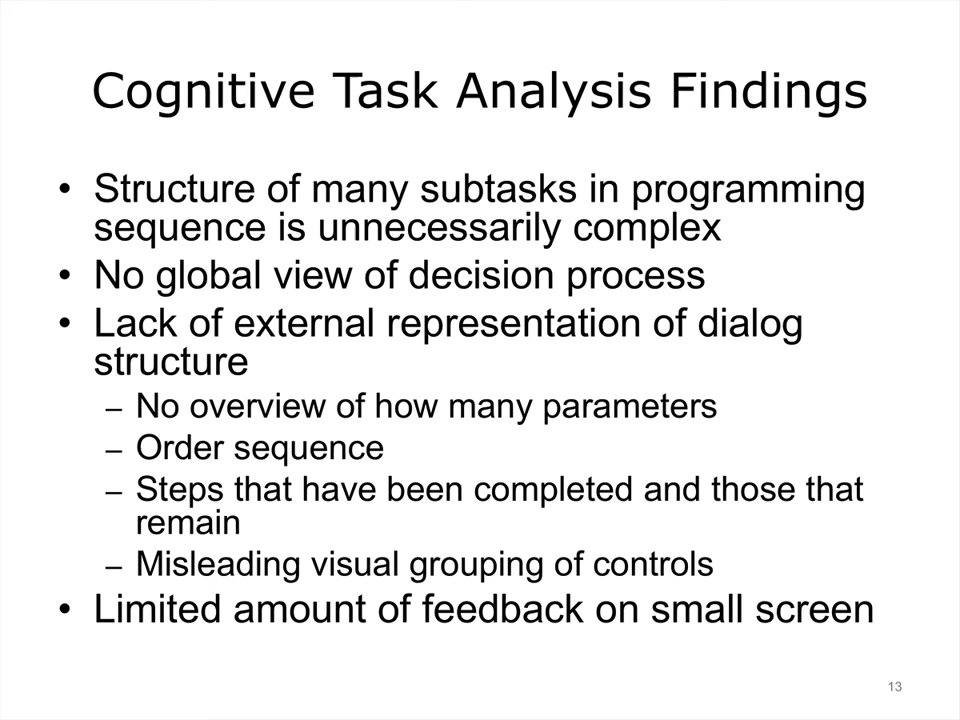 Cognitive Task Analysis Findings
• Structure of many subtasks in programming
sequence is unnecessarily complex
• No global view of decision process
• Lack of external representation of dialog
structure
– No overview of how many parameters
– Order sequence
– Steps that have been completed and those that
remain
– Misleading visual grouping of controls
• Limited amount of feedback on small screen
13